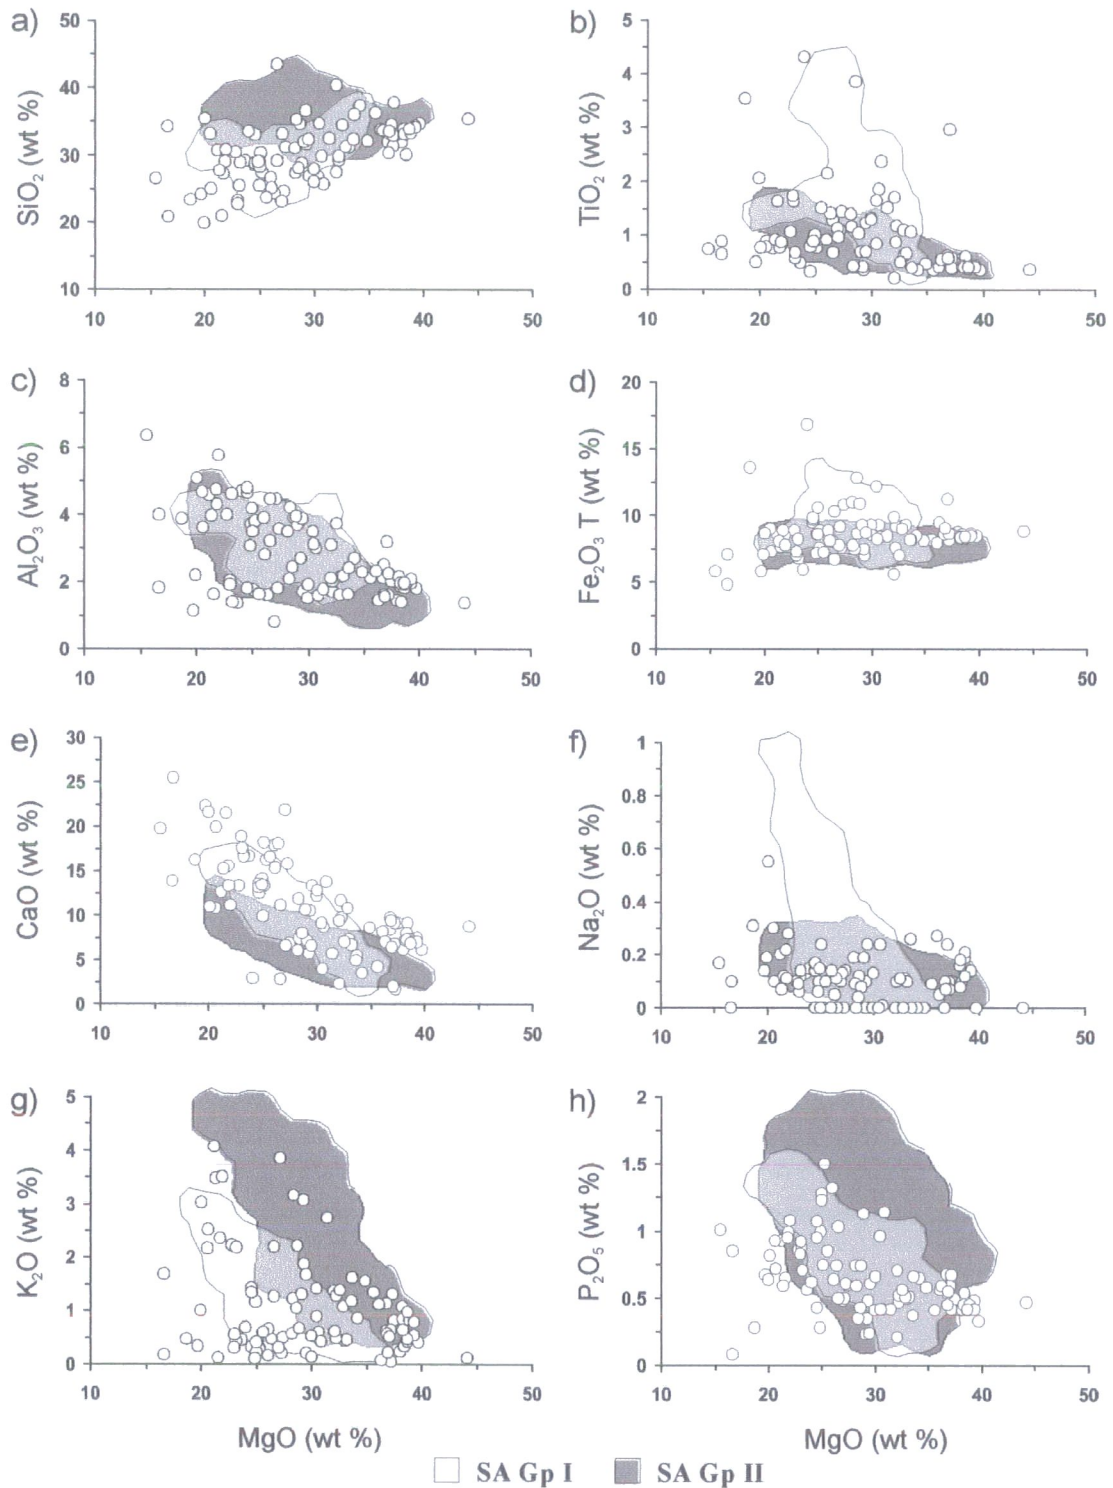 a)
50
40
30
20
10
SiO₂ (wt %)
10 20 30 40 50
b)
5
4
3
2
1
0
TiO₂ (wt %)
10 20 30 40 50
c)
8
6
4
2
0
Al₂O₃ (wt %)
10 20 30 40 50
d)
20
15
10
5
0
Fe₂O₃T (wt %)
10 20 30 40 50
e)
30
25
20
15
10
5
0
CaO (wt %)
10 20 30 40 50
f)
1
0.8
0.6
0.4
0.2
0
Na₂O (wt %)
10 20 30 40 50
g)
5
4
3
2
1
0
K₂O (wt %)
10 20 30 40 50
MgO (wt %)
h)
2
1.5
1
0.5
0
P₂O₅ (wt %)
10 20 30 40 50
MgO (wt %)
SA Gp I SA Gp II